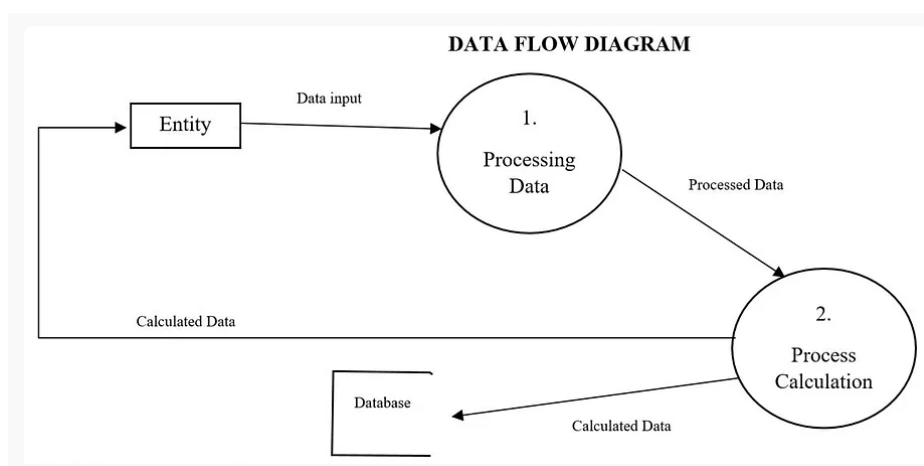 DATA FLOW DIAGRAM
Data input
Entity
1.
Processing
Data
Processed Data
2.
Process
Calculation
Calculated Data
Database
Calculated Data